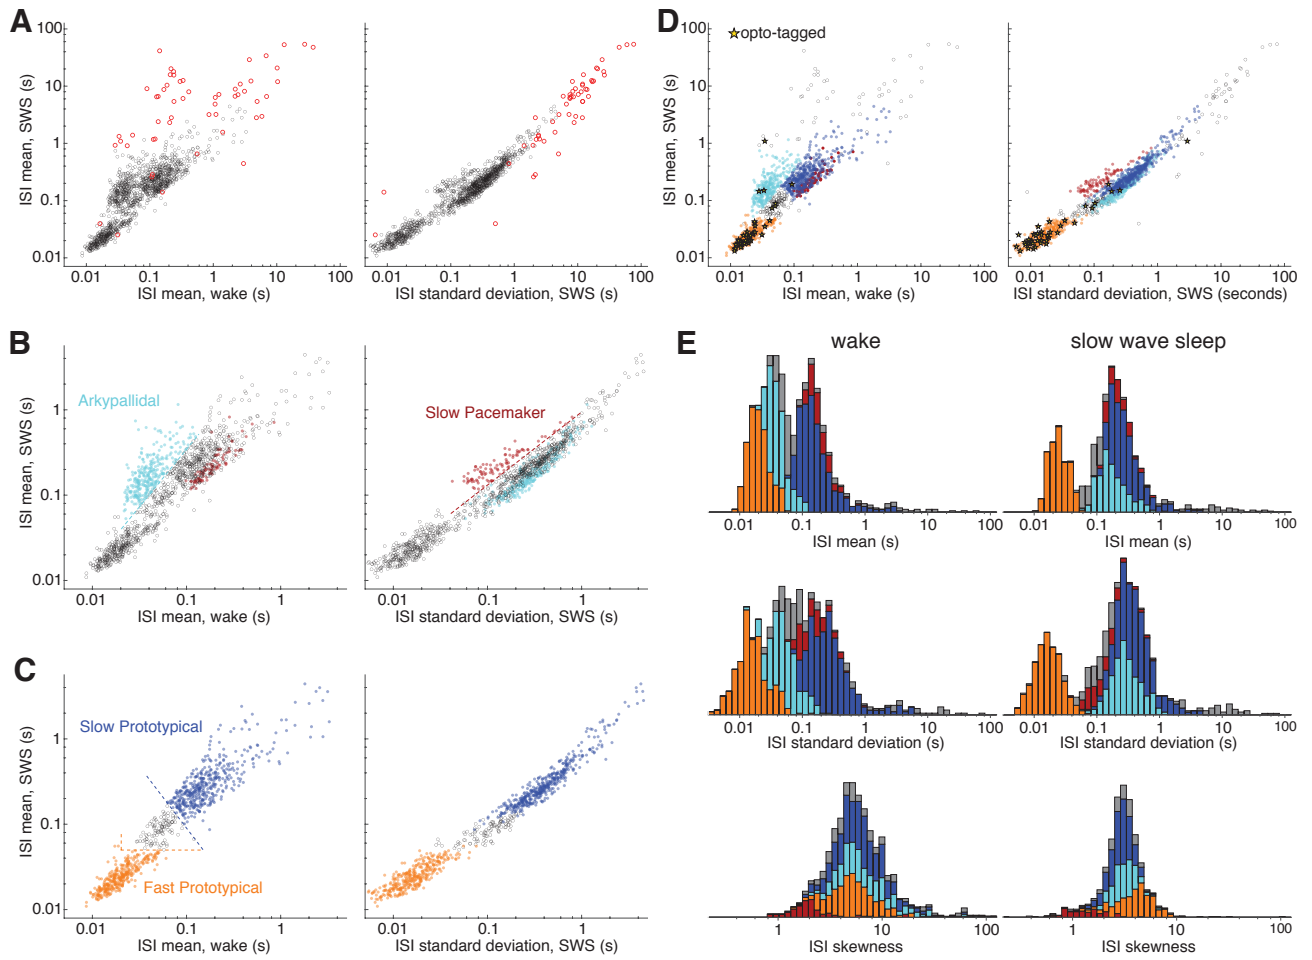 A
100
10
1
0.1
0.01
ISI mean, SWS (s)
0.01 0.1 1 10 100
ISI mean, wake (s)
0.1 1 10 100
ISI standard deviation, SWS (s)
D
opto-tagged
100
10
1
0.1
0.01
ISI mean, SWS (s)
0.01 0.1 1 10 100
ISI mean, wake (s)
0.01 0.1 1 10 100
ISI standard deviation, SWS (seconds)
B
Arkypallidal
Slow Pacemaker
1
0.1
0.01
ISI mean, SWS (s)
0.01 0.1 1
ISI mean, wake (s)
0.01 0.1 1
ISI standard deviation, SWS (s)
C
Slow Prototypical
Fast Prototypical
1
0.1
0.01
ISI mean, SWS (s)
0.01 0.1 1
ISI mean, wake (s)
0.01 0.1 1
ISI standard deviation, SWS (s)
E
wake
slow wave sleep
0.01 0.1 1 10 100
ISI mean (s)
0.01 0.1 1 10 100
ISI mean (s)
0.01 0.1 1 10 100
ISI standard deviation (s)
0.01 0.1 1 10 100
ISI standard deviation (s)
1 10 100
ISI skewness
1 10 100
ISI skewness